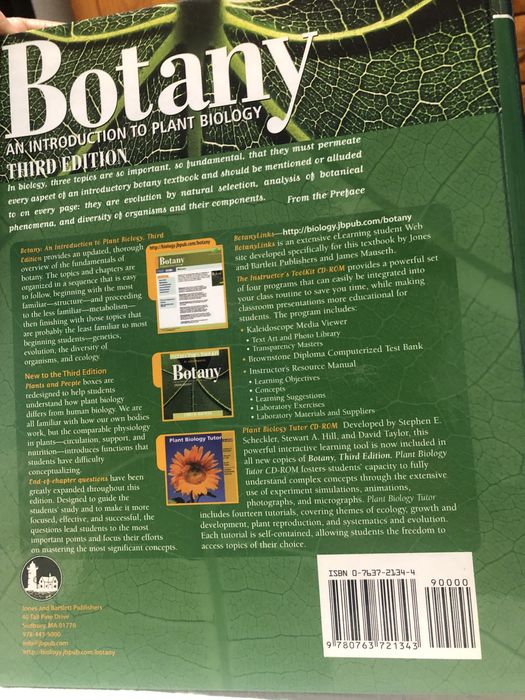 Botany
AN INTRODUCTION TO PLANT BIOLOGY
THIRD EDITION
In biology, three topics are so important, so fundamental, that they must permeate
every aspect of an introductory botany textbook and should be mentioned or alluded
to on every page: they are evolution by natural selection, analysis of botanical
phenomena, and diversity of organisms and their components. From the Preface
Botany: An Introduction to Plant Biology, Third
Edition provides an updated, thorough
overview of the fundamentals of
botany. The topics and chapters are
organized in a sequence that is easy
to follow, beginning with the most
familiar—structure—and proceeding
to the less familiar—metabolism—
then finishing with those topics that
are probably the least familiar to most
beginning students—genetics,
evolution, the diversity of
organisms, and ecology.
New to the Third Edition
Plants and People boxes are
redesigned to help students
understand how plant biology
differs from human biology. We are
all familiar with how our own bodies
work, but the comparable physiology
in plants—circulation, support, and
nutrition—introduces functions that
students have difficulty
conceptualizing.
End-of-chapter questions have been
greatly expanded throughout this
edition. Designed to guide the
students' study and to make it more
focused, effective, and successful, the
questions lead students to the most
important points and focus their efforts
on mastering the most significant concepts.
http://biology.jbpub.com/botany
Botany
Botany
Plant Biology Tutor
BotanyLinks—http://biology.jbpub.com/botany
BotanyLinks is an extensive eLearning student Web
site developed specifically for this textbook by Jones
and Bartlett Publishers and James Mauseth.
The Instructor's ToolKit CD-ROM provides a powerful set
of four programs that can easily be integrated into
your class routine to save you time, while making
classroom presentations more educational for
students. The program includes:
• Kaleidoscope Media Viewer
• Text Art and Photo Library
• Transparency Masters
• Brownstone Diploma Computerized Test Bank
• Instructor's Resource Manual
• Learning Objectives
• Concepts
• Learning Suggestions
• Laboratory Exercises
• Laboratory Materials and Suppliers
Plant Biology Tutor CD-ROM Developed by Stephen E.
Scheckler, Stewart A. Hill, and David Taylor, this
powerful interactive learning tool is now included in
all new copies of Botany, Third Edition. Plant Biology
Tutor CD-ROM fosters students' capacity to fully
understand complex concepts through the extensive
use of experiment simulations, animations,
photographs, and micrographs. Plant Biology Tutor
includes fourteen tutorials, covering themes of ecology, growth and
development, plant reproduction, and systematics and evolution.
Each tutorial is self-contained, allowing students the freedom to
access topics of their choice.
Jones and Bartlett Publishers
40 Tall Pine Drive
Sudbury, MA 01776
978-443-5000
info@jbpub.com
http://biology.jbpub.com/botany
ISBN 0-7637-2134-4
90000
9 780763 721343